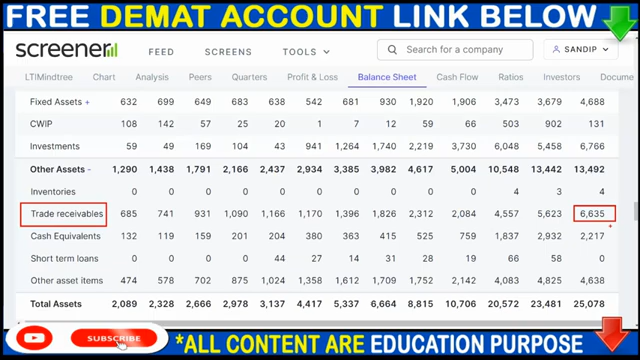 FREE DEMAT ACCOUNT LINK BELOW
screener FEED SCREENS TOOLS Search for a company SANDIP
LTIMindtree Chart Analysis Peers Quarters Profit & Loss Balance Sheet Cash Flow Ratios Investors Docume
Fixed Assets + 632 699 649 683 638 542 681 930 1,920 1,906 3,473 3,679 4,688
CWIP 108 142 57 25 20 1 7 12 59 66 503 902 131
Investments 59 49 169 104 43 941 1,264 1,740 2,219 3,730 6,048 5,458 6,766
Other Assets - 1,290 1,438 1,791 2,166 2,437 2,934 3,385 3,982 4,617 5,004 10,548 13,442 13,492
Inventories 0 0 0 0 0 0 0 0 0 0 4 3 4
Trade receivables 685 741 931 1,090 1,166 1,170 1,396 1,826 2,312 2,084 4,557 5,623 6,635
Cash Equivalents 132 119 159 201 204 380 363 415 525 759 1,837 2,932 2,217
Short term loans 0 0 0 0 44 27 14 31 28 19 66 58 0
Other asset items 474 578 702 875 1,024 1,358 1,612 1,709 1,752 2,142 4,083 4,825 4,638
Total Assets 2,089 2,328 2,666 2,978 3,137 4,417 5,337 6,664 8,815 10,706 20,572 23,481 25,078
SUBSCRIBE *ALL CONTENT ARE EDUCATION PURPOSE